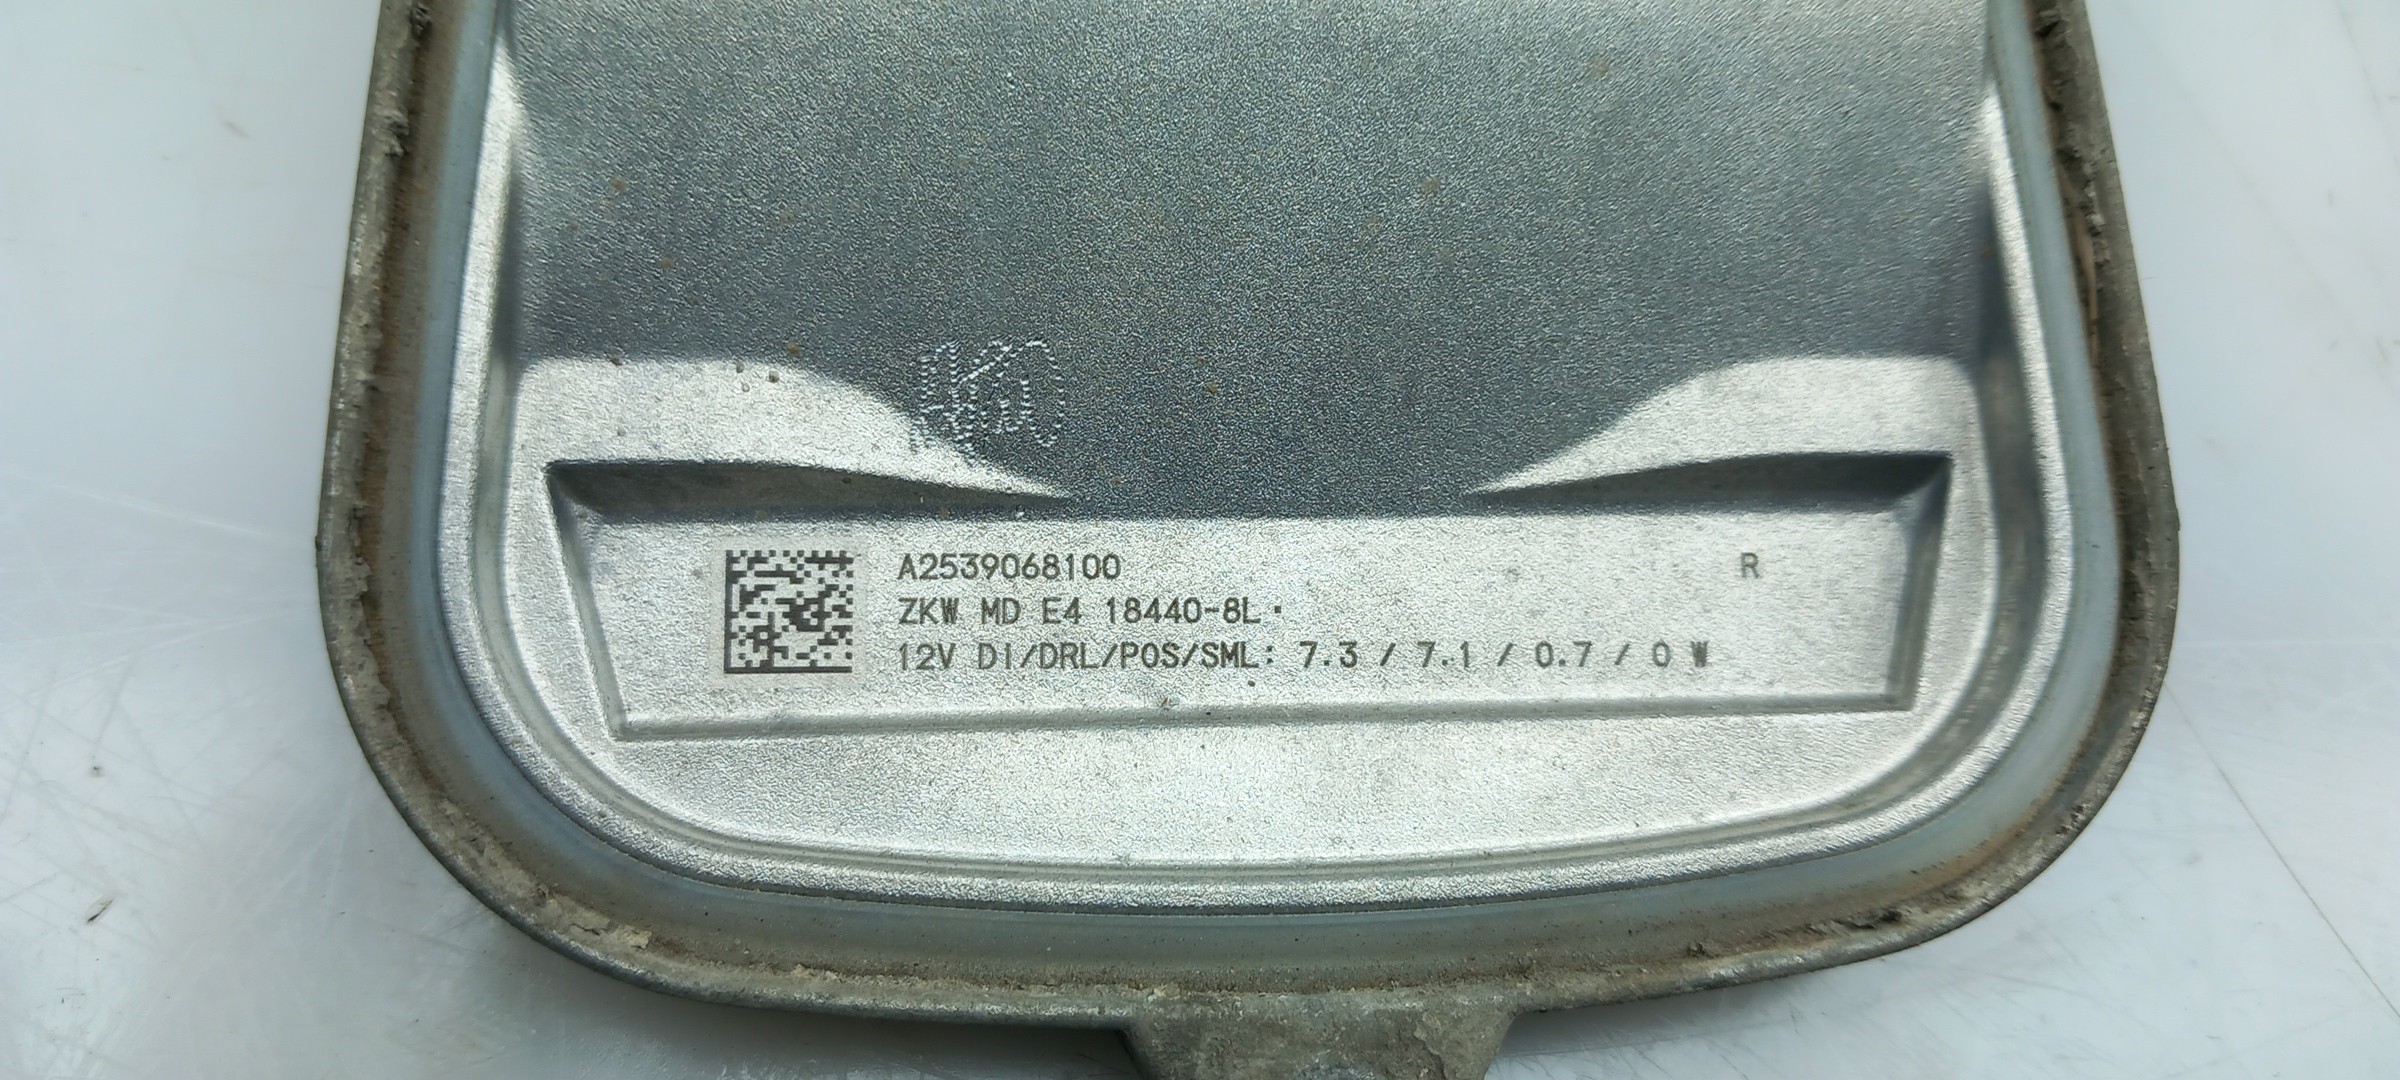 A2539068100 R
ZKW MD E4 18440-8L
12V DI/DRL/POS/SML: 7.3 / 7.1 / 0.7 / 0 W